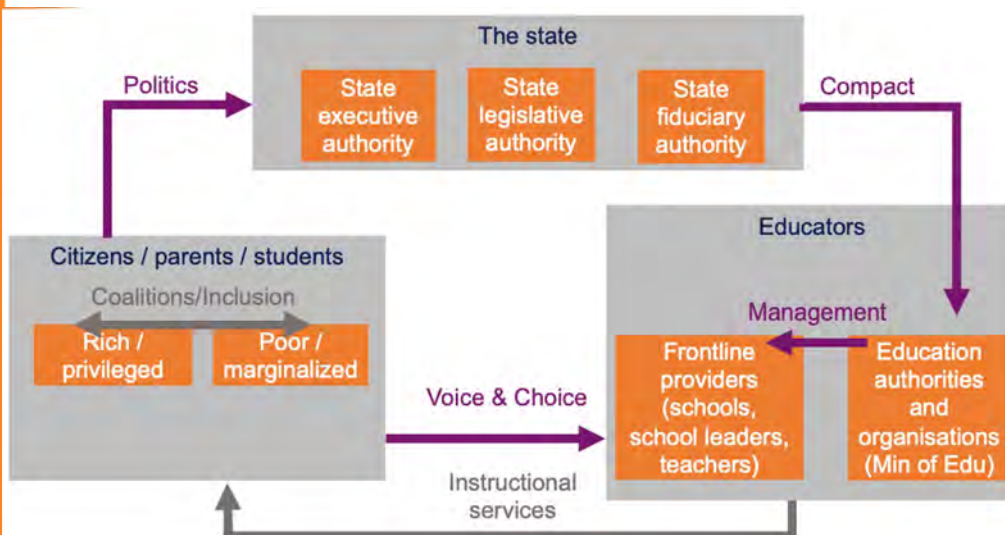 The state
Politics
State
executive
authority
State
legislative
authority
State
fiduciary
authority
Compact
Citizens / parents / students
Coalitions/Inclusion
Rich /
privileged
Poor /
marginalized
Voice & Choice
Educators
Management
Frontline
providers
(schools,
school leaders,
teachers)
Education
authorities
and
organisations
(Min of Edu)
Instructional
services